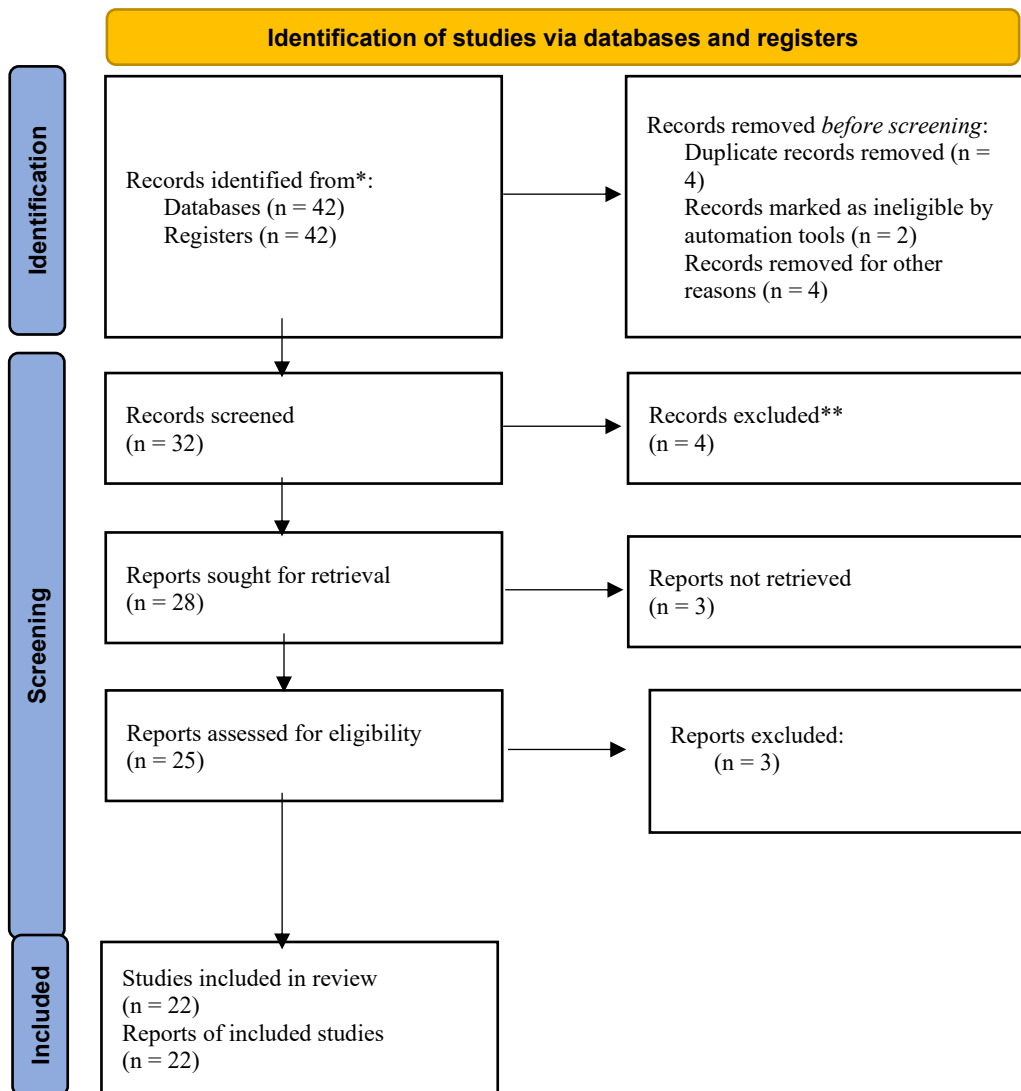 Identification of studies via databases and registers
Identification
Records identified from*:
Databases (n = 42)
Registers (n = 42)
Records removed before screening:
Duplicate records removed (n =
4)
Records marked as ineligible by
automation tools (n = 2)
Records removed for other
reasons (n = 4)
Screening
Records screened
(n = 32)
Records excluded**
(n = 4)
Reports sought for retrieval
(n = 28)
Reports not retrieved
(n = 3)
Reports assessed for eligibility
(n = 25)
Reports excluded:
(n = 3)
Included
Studies included in review
(n = 22)
Reports of included studies
(n = 22)